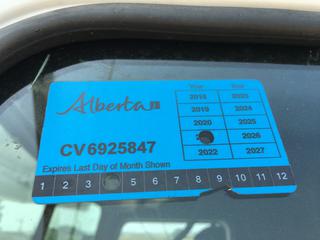 Year Year
Alberta
2018 2023
2019 2024
2020 2025
2026
CV6925847
2022 2027
Expires Last Day of Month Shown
1 2 3 5 6 7 8 9 10 11 12